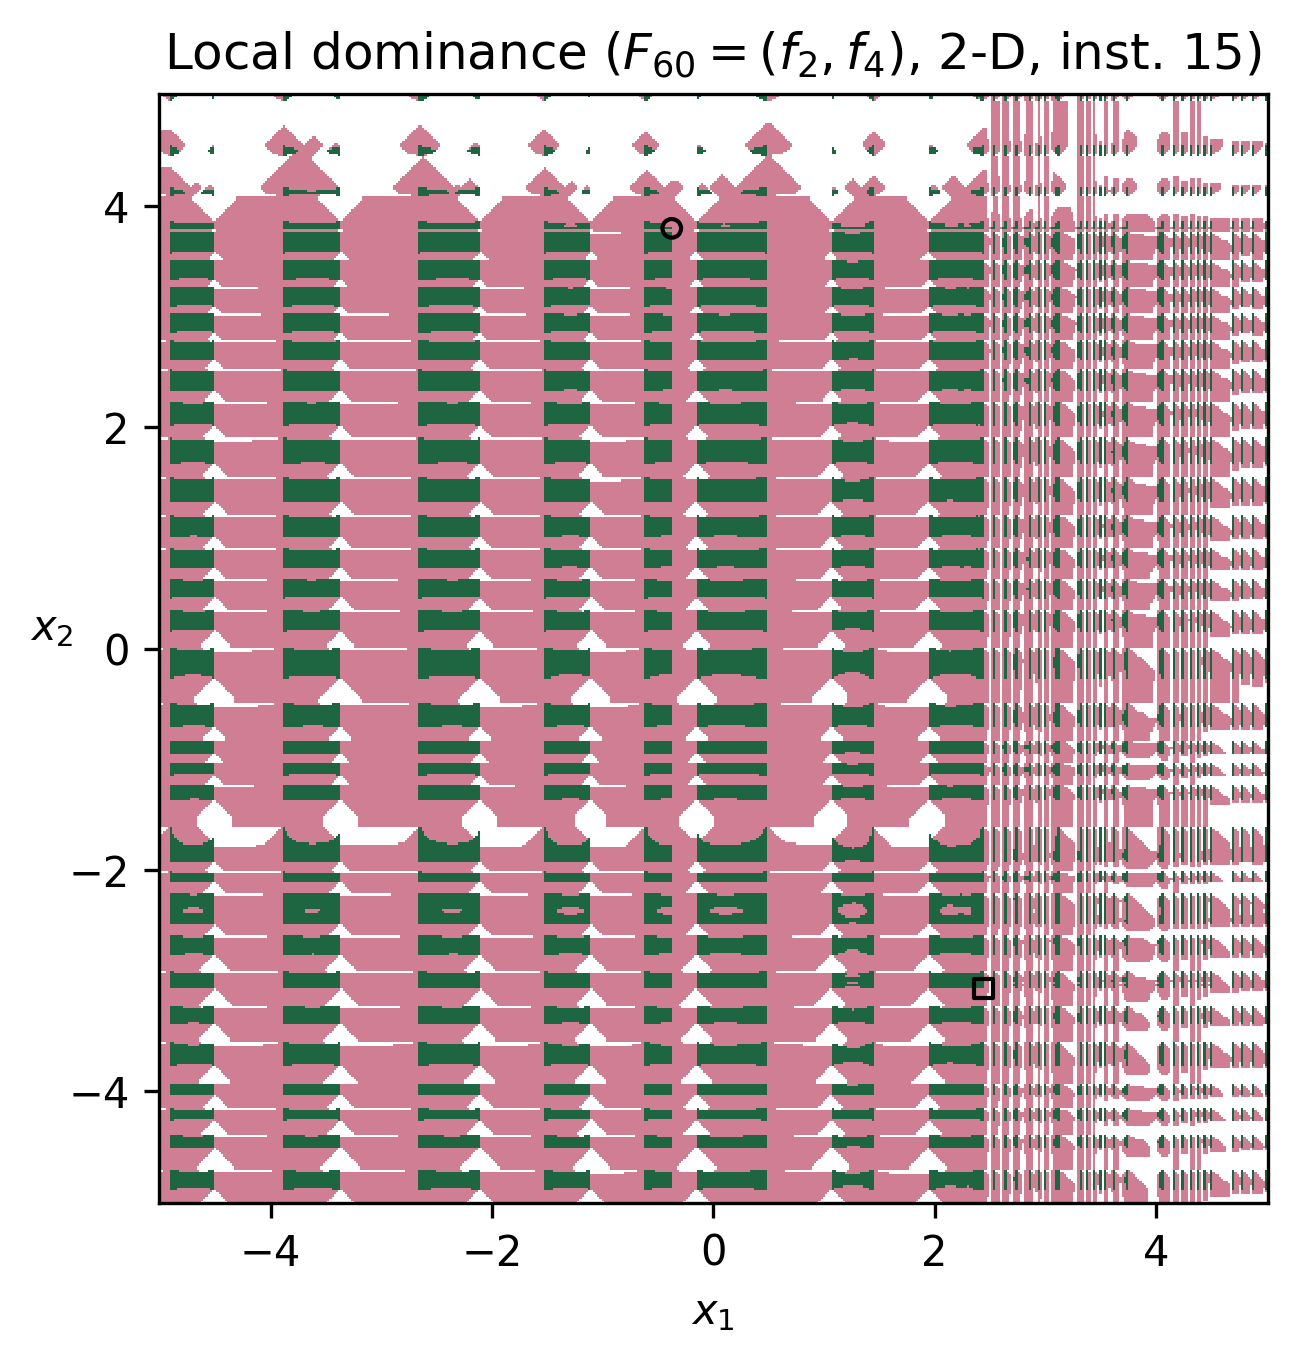 Local dominance (F₆₀ = (f₂, f₄), 2-D, inst. 15)
4
2
x₂
0
−2
−4
−4 −2 0 2 4
x₁